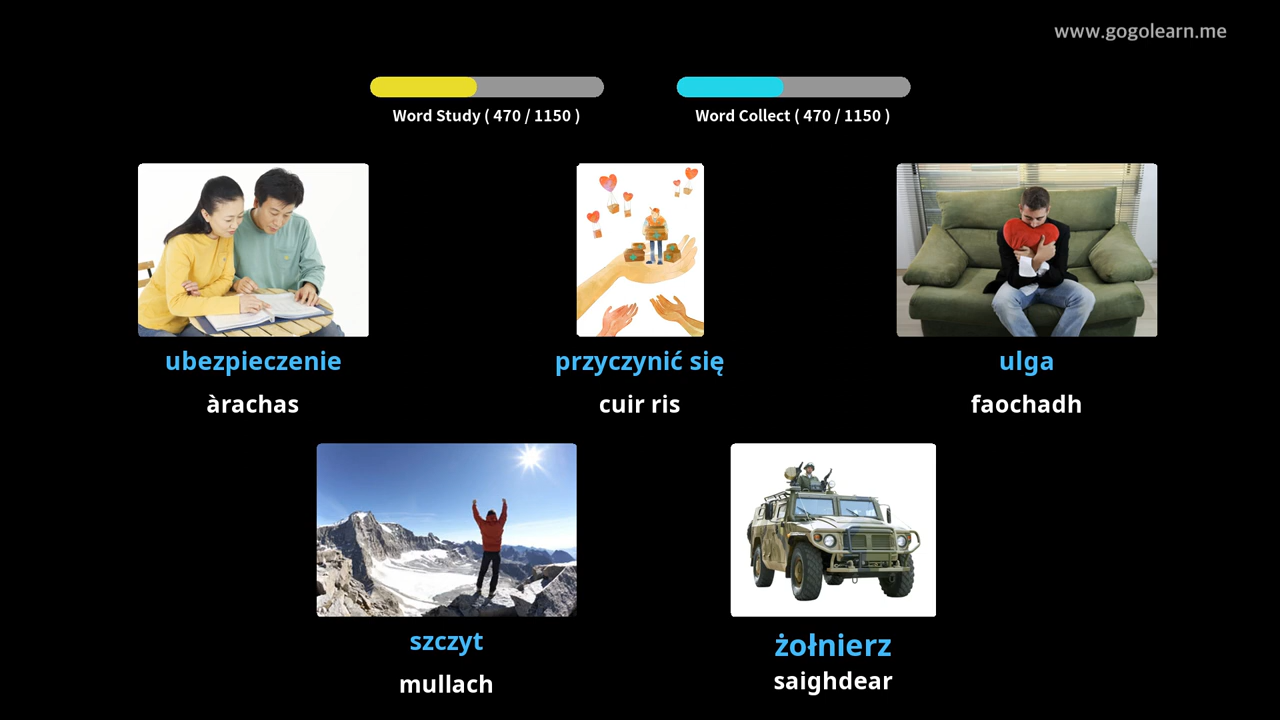 www.gogolearn.me
Word Study ( 470 / 1150 )
Word Collect ( 470 / 1150 )
ubezpieczenie
àrachas
przyczynić się
cuir ris
ulga
faochadh
szczyt
mullach
żołnierz
saighdear